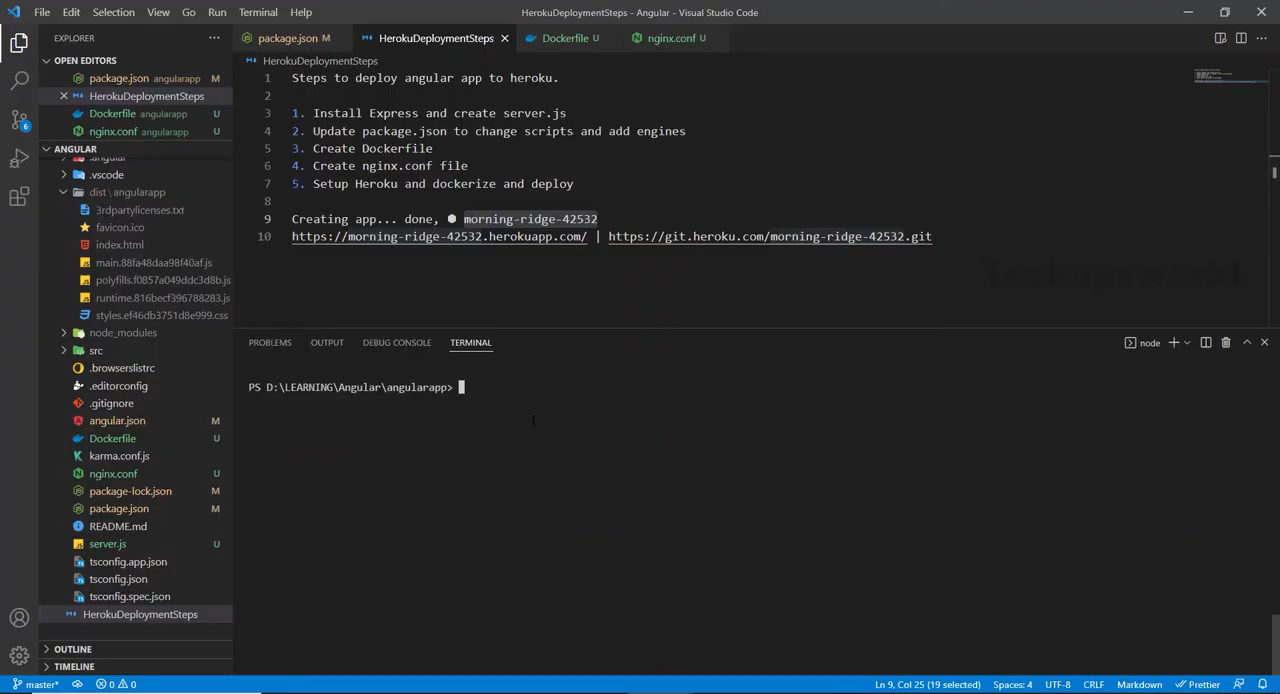 File Edit Selection View Go Run Terminal Help
HerokuDeploymentSteps - Angular - Visual Studio Code
EXPLORER
OPEN EDITORS
package.json angularapp M
HerokuDeploymentSteps
Dockerfile angularapp U
nginx.conf angularapp U
ANGULAR
.angular
.vscode
dist \ angularapp
3rdpartylicenses.txt
favicon.ico
index.html
main.88fa48daa98f40af.js
polyfills.f0857a049ddc3d8b.js
runtime.816becf396788283.js
styles.ef46db3751d8e999.css
node_modules
src
.browserslistrc
.editorconfig
.gitignore
angular.json M
Dockerfile U
karma.conf.js
nginx.conf U
package-lock.json M
package.json M
README.md
server.js U
tsconfig.app.json
tsconfig.json
tsconfig.spec.json
HerokuDeploymentSteps
OUTLINE
TIMELINE
6
package.json M HerokuDeploymentSteps Dockerfile U nginx.conf U
HerokuDeploymentSteps
1 Steps to deploy angular app to heroku.
2
3 1. Install Express and create server.js
4 2. Update package.json to change scripts and add engines
5 3. Create Dockerfile
6 4. Create nginx.conf file
7 5. Setup Heroku and dockerize and deploy
8
9 Creating app... done, ⬢ morning-ridge-42532
10 https://morning-ridge-42532.herokuapp.com/ | https://git.heroku.com/morning-ridge-42532.git
PROBLEMS OUTPUT DEBUG CONSOLE TERMINAL
node
PS D:\LEARNING\Angular\angularapp>
master* 0 0 Ln 9, Col 25 (19 selected) Spaces: 4 UTF-8 CRLF Markdown Prettier